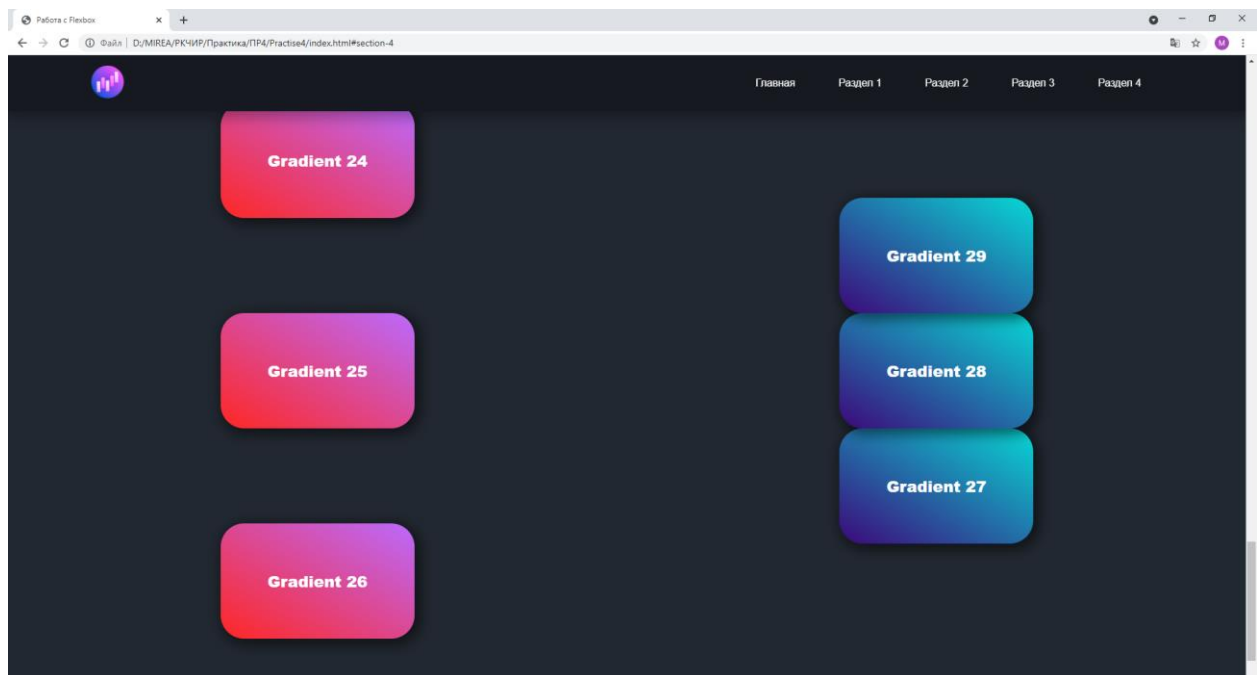 Работа с Flexbox
Файл | D:/MIREA/РКЧИР/Практика/ПР4/Practise4/index.html#section-4
M
Главная Раздел 1 Раздел 2 Раздел 3 Раздел 4
Gradient 24
Gradient 25
Gradient 26
Gradient 29
Gradient 28
Gradient 27